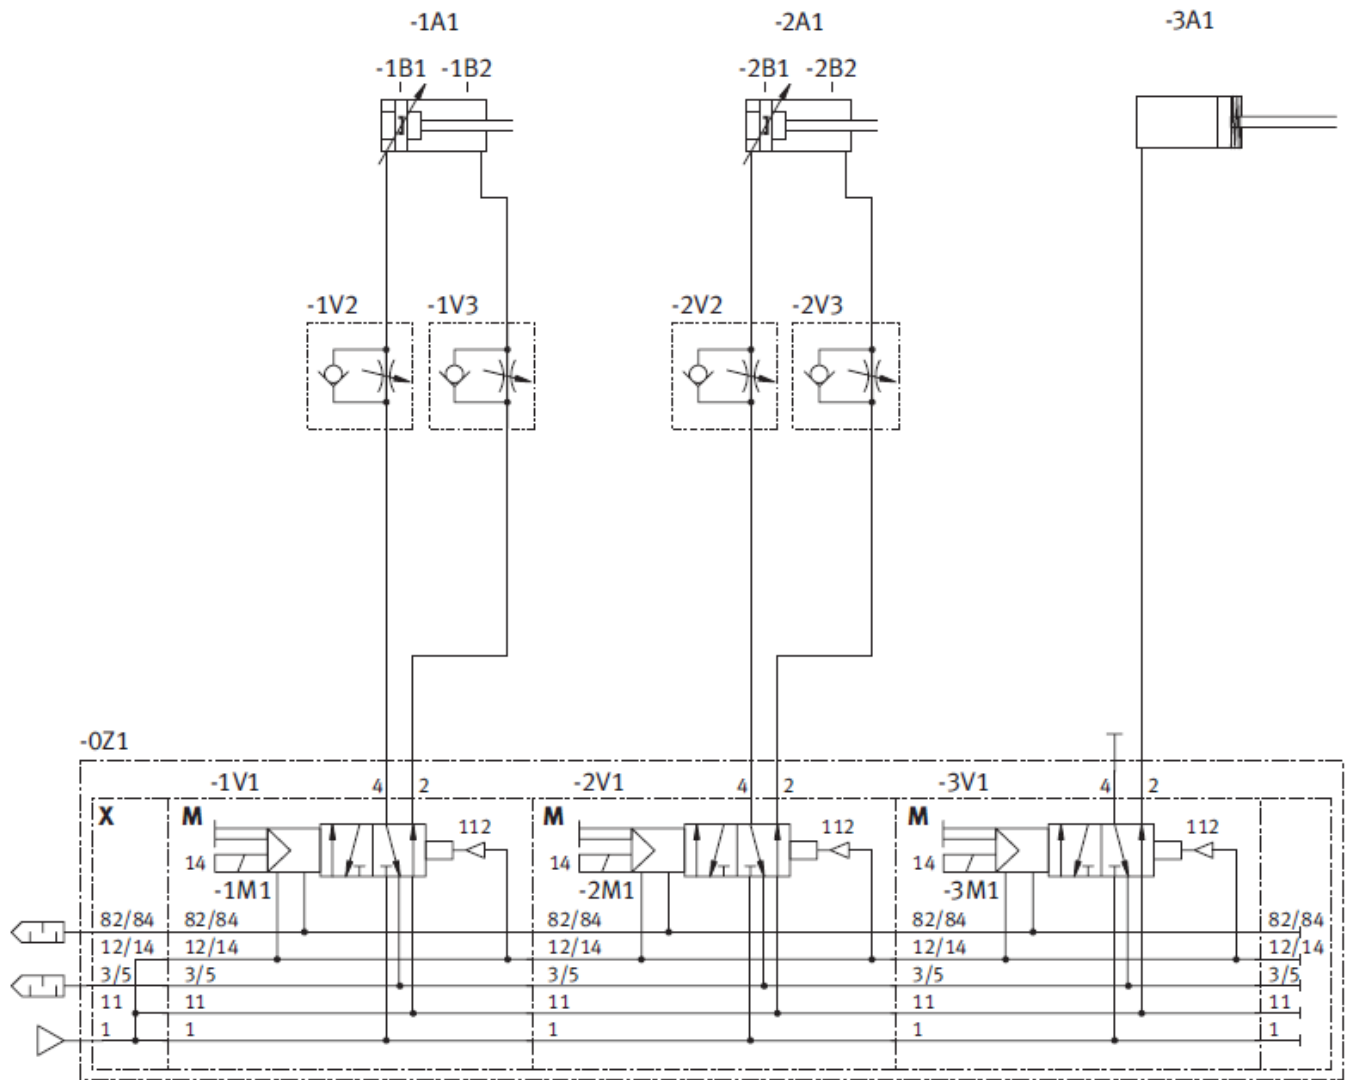 -1A1 -2A1 -3A1
-1B1 -1B2 -2B1 -2B2
-1V2 -1V3 -2V2 -2V3
-0Z1
-1V1 4 2 -2V1 4 2 -3V1 4 2
X M M M
112 112 112
14 14 14
-1M1 -2M1 -3M1
82/84 82/84 82/84 82/84 82/84
12/14 12/14 12/14 12/14 12/14
3/5 3/5 3/5 3/5 3/5
11 11 11 11 11
1 1 1 1 1